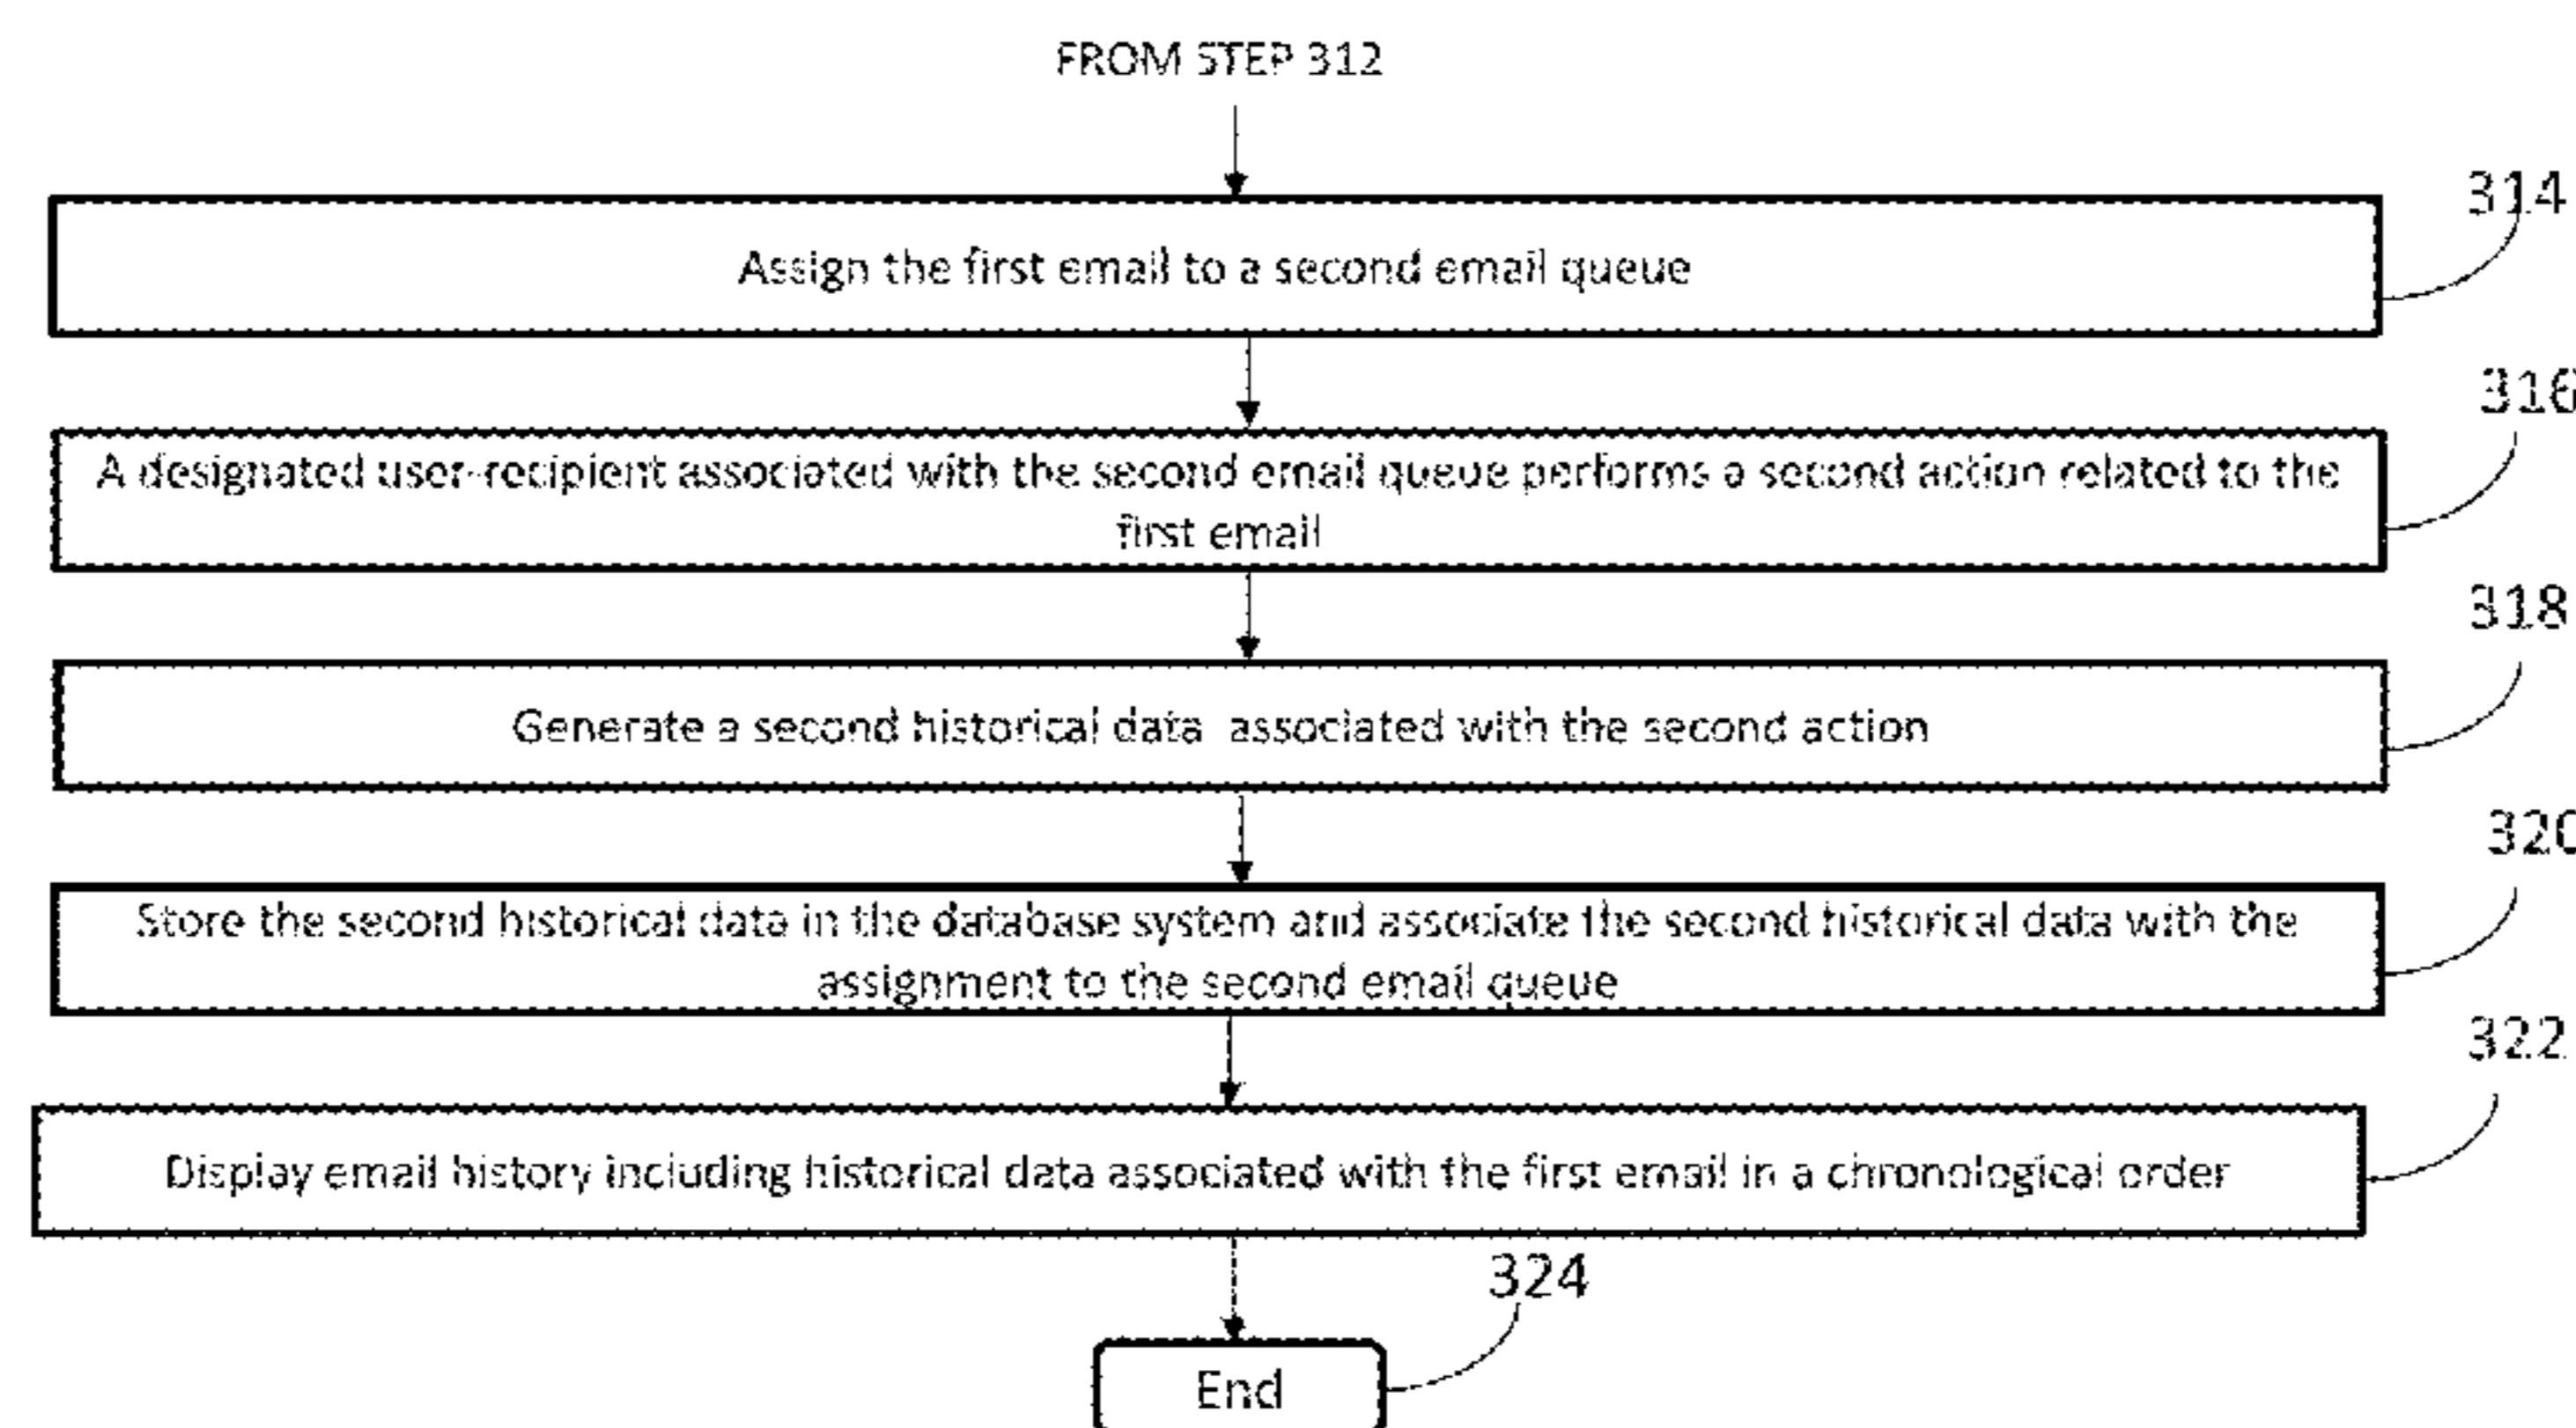 FROM STEP 312
314
Assign the first email to a second email queue
316
A designated user-recipient associated with the second email queue performs a second action related to the
first email
318
Generate a second historical data associated with the second action
320
Store the second historical data in the database system and associate the second historical data with the
assignment to the second email queue
322
Display email history including historical data associated with the first email in a chronological order
324
End